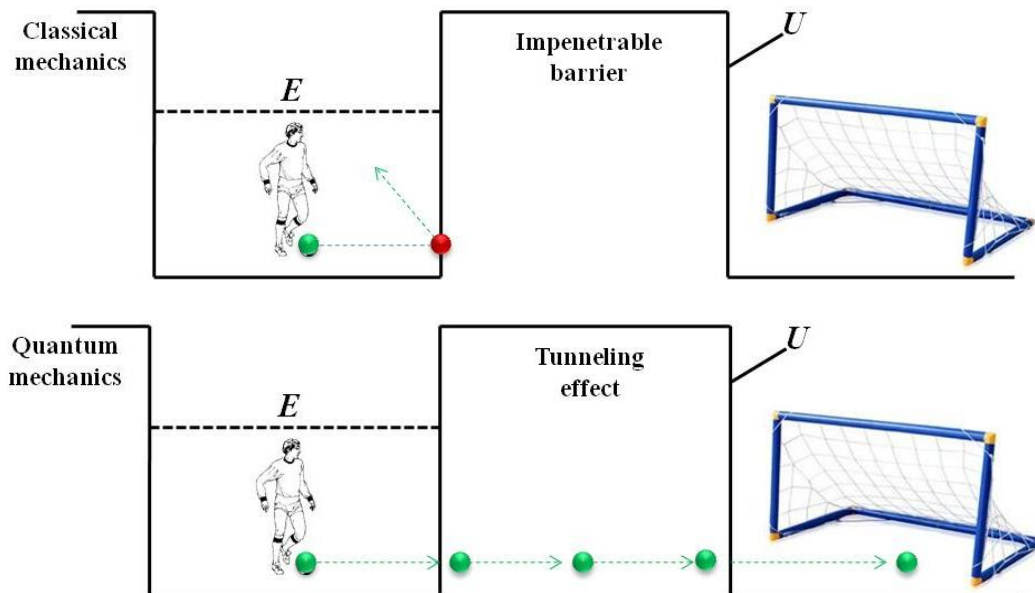 Classical
mechanics
E
Impenetrable
barrier
U
Quantum
mechanics
E
Tunneling
effect
U